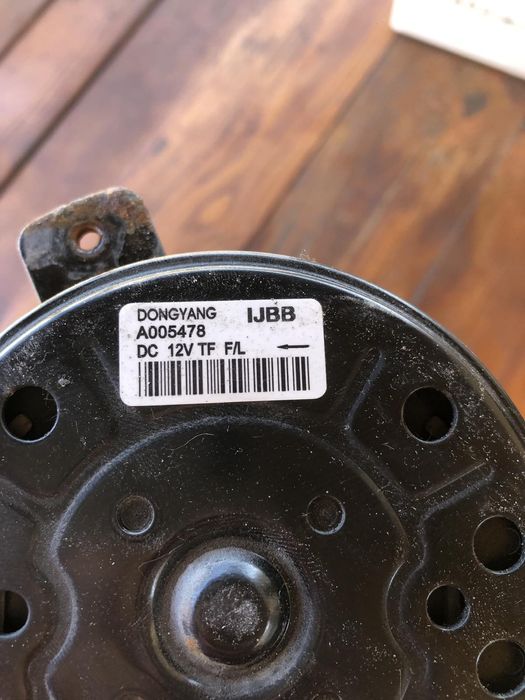 DONGYANG IJBB
A005478
DC 12V TF F/L ←